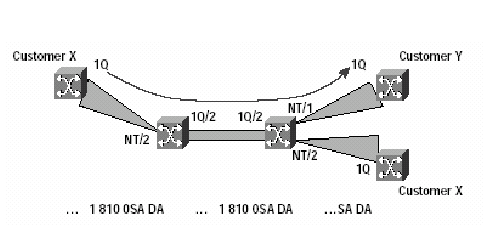 Customer X
1Q
1Q
Customer Y
1Q/2
1Q/2
NT/1
NT/2
NT/2
1Q
Customer X
... 1 810 0SA DA ... 1 810 0SA DA ...SA DA